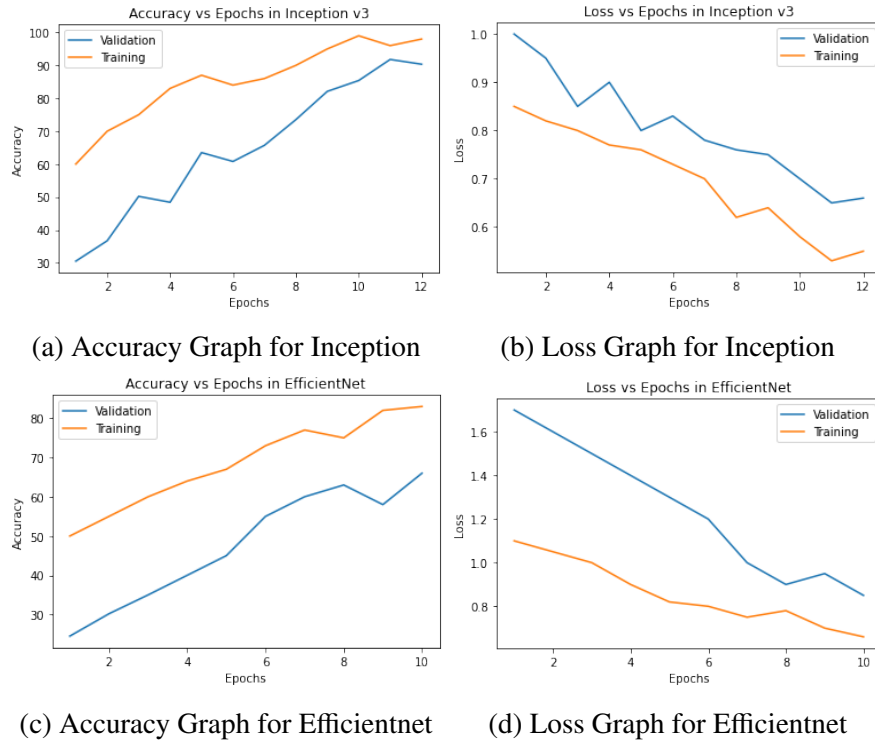 Accuracy vs Epochs in Inception v3
100
90
80
70
60
50
40
30
Accuracy
Validation
Training
2 4 6 8 10 12
Epochs
(a) Accuracy Graph for Inception
Loss vs Epochs in Inception v3
1.0
0.9
0.8
0.7
0.6
Loss
Validation
Training
2 4 6 8 10 12
Epochs
(b) Loss Graph for Inception
Accuracy vs Epochs in EfficientNet
80
70
60
50
40
30
Accuracy
Validation
Training
2 4 6 8 10
Epochs
(c) Accuracy Graph for Efficientnet
Loss vs Epochs in EfficientNet
1.6
1.4
1.2
1.0
0.8
Loss
Validation
Training
2 4 6 8 10
Epochs
(d) Loss Graph for Efficientnet